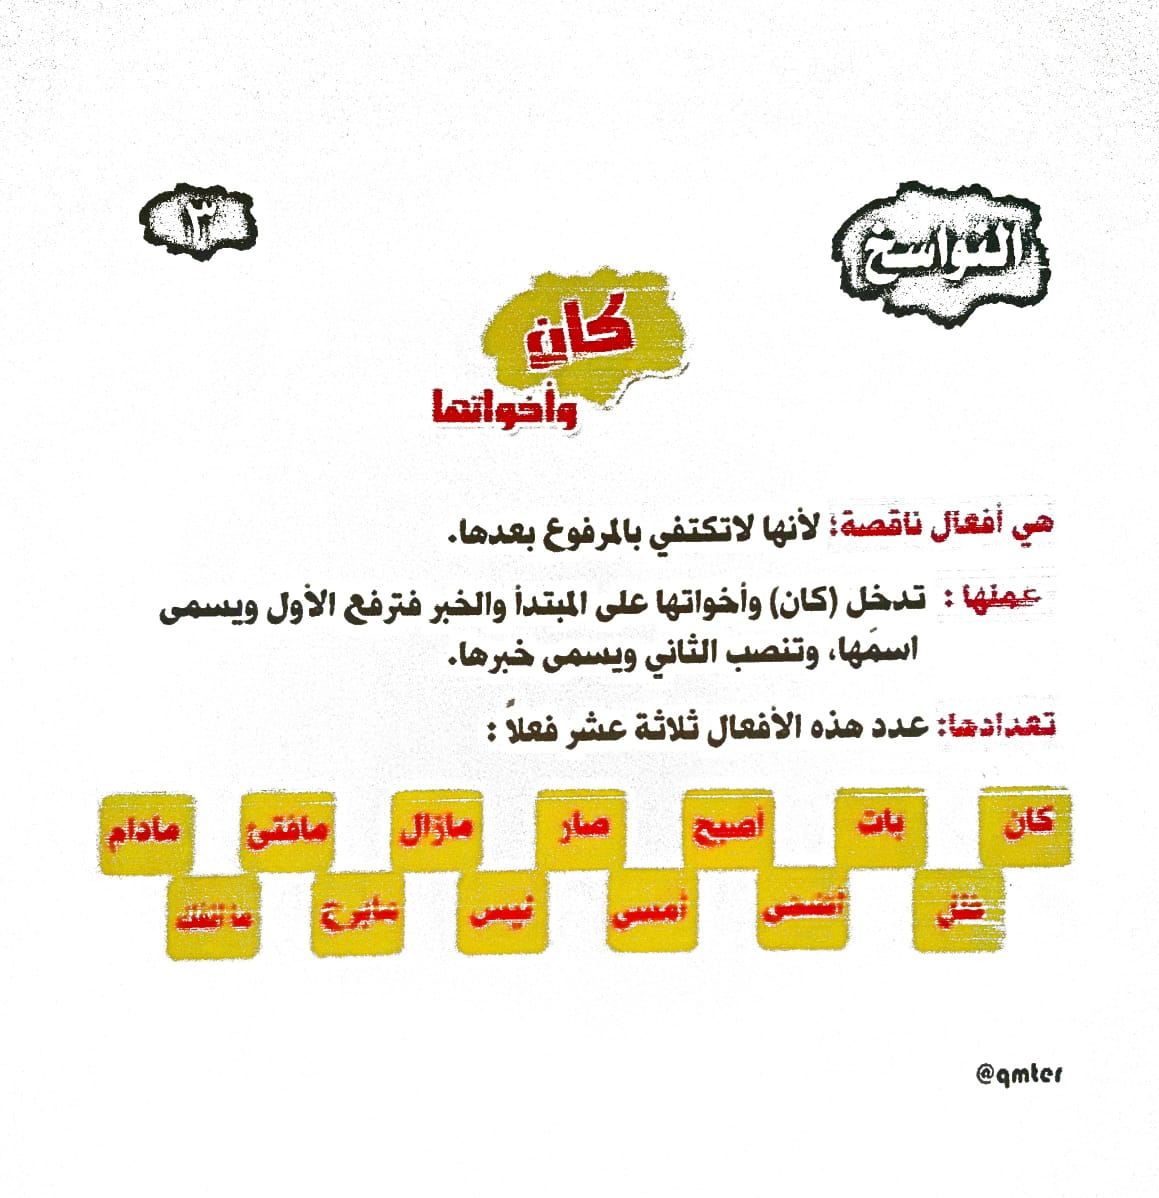 النواسخ
٣
كان
وأخواتها
هي أفعال ناقصة: لأنها لاتكتفي بالمرفوع بعدها.
عملها : تدخل (كان) وأخواتها على المبتدأ والخبر فترفع الأول ويسمى
اسمَها، وتنصب الثاني ويسمى خبرها.
تعدادها: عدد هذه الأفعال ثلاثة عشر فعلاً :
كان بات أصبح صار مازال مافتئ مادام
ظل أضحى أمسى ليس مابرح ما انفك
@qmter